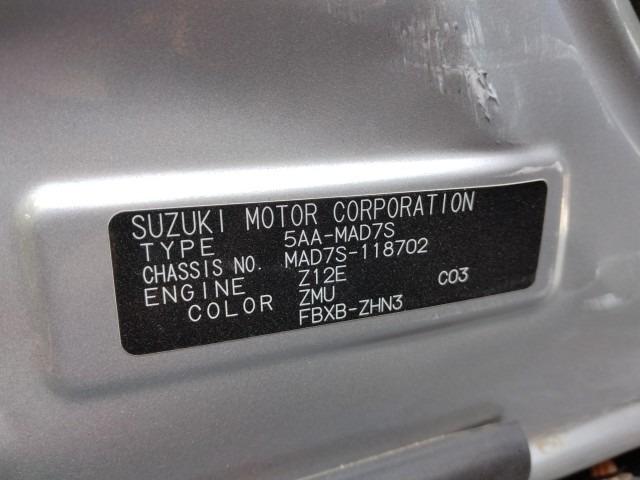 SUZUKI MOTOR CORPORATION
TYPE 5AA-MAD7S
CHASSIS NO. MAD7S-118702
ENGINE Z12E C03
COLOR ZMU
FBXB-ZHN3